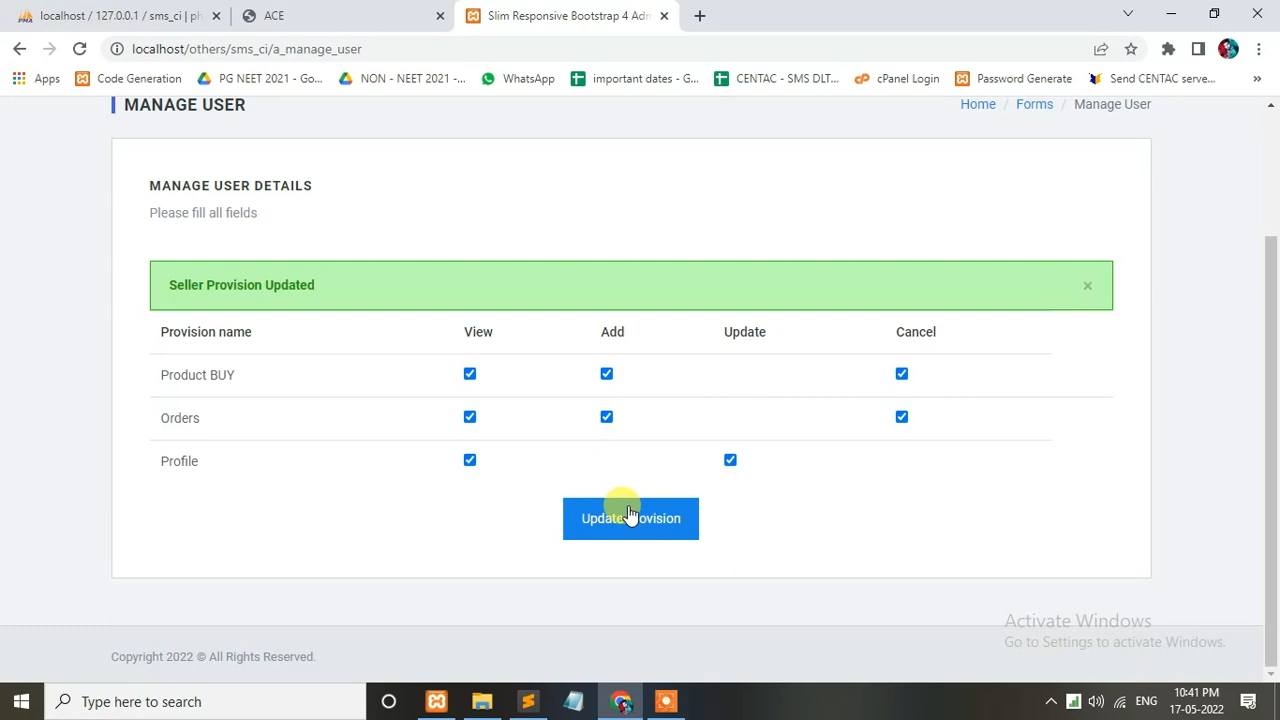 localhost / 127.0.0.1 / sms_ci | ph
ACE
Slim Responsive Bootstrap 4 Adm
localhost/others/sms_ci/a_manage_user
Apps
Code Generation
PG NEET 2021 - Go...
NON - NEET 2021 -...
WhatsApp
important dates - G...
CENTAC - SMS DLT...
cPanel Login
Password Generate
Send CENTAC serve...
MANAGE USER
Home / Forms / Manage User
MANAGE USER DETAILS
Please fill all fields
Seller Provision Updated ×
Provision name View Add Update Cancel
Product BUY
Orders
Profile
Update Provision
Activate Windows
Go to Settings to activate Windows.
Copyright 2022 © All Rights Reserved.
Type here to search
ENG
10:41 PM
17-05-2022